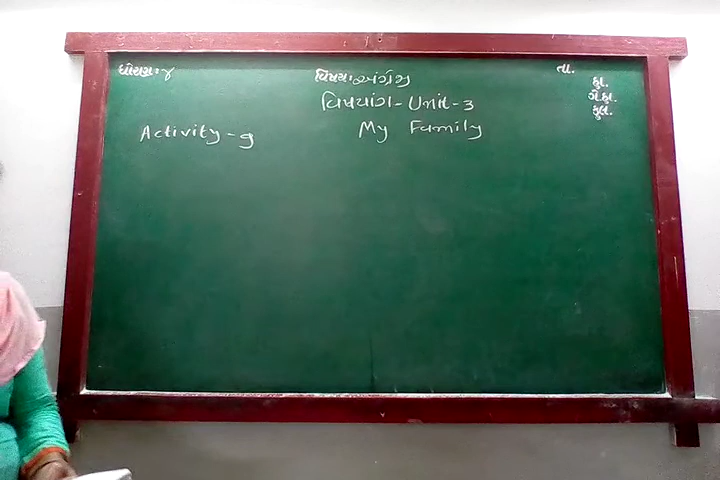 ધોરણ: ૪
વિષય: અંગ્રેજી
તા.
વિષયાંગ - Unit - 3
કુ.
ગે.હા.
કુલ.
Activity - 9
My Family